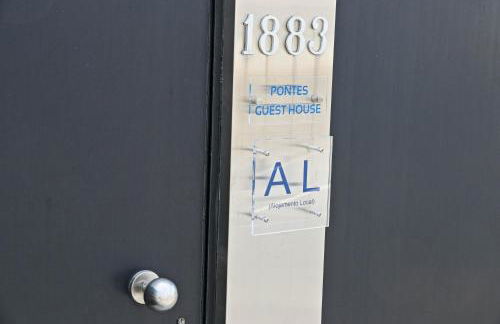 1883
PONTES
GUEST HOUSE
AL
(Alojamento Local)